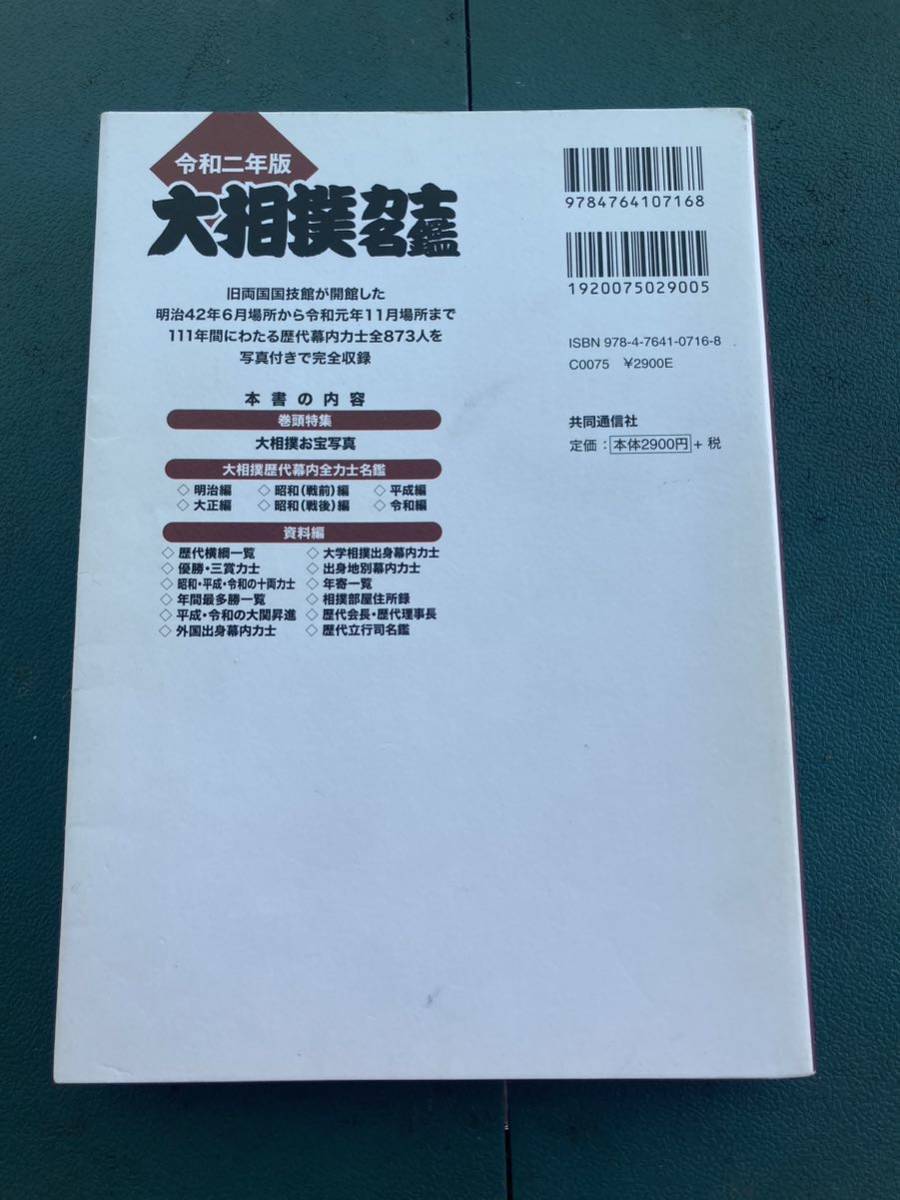 令和二年版
大相撲力士名鑑
旧両国国技館が開館した
明治42年6月場所から令和元年11月場所まで
111年間にわたる歴代幕内力士全873人を
写真付きで完全収録
本書の内容
巻頭特集
大相撲お宝写真
大相撲歴代幕内全力士名鑑
◇ 明治編 ◇ 昭和（戦前）編 ◇ 平成編
◇ 大正編 ◇ 昭和（戦後）編 ◇ 令和編
資料編
◇ 歴代横綱一覧 ◇ 大学相撲出身幕内力士
◇ 優勝・三賞力士 ◇ 出身地別幕内力士
◇ 昭和・平成・令和の十両力士 ◇ 年寄一覧
◇ 年間最多勝一覧 ◇ 相撲部屋住所録
◇ 平成・令和の大関昇進 ◇ 歴代会長・歴代理事長
◇ 外国出身幕内力士 ◇ 歴代立行司名鑑
9784764107168
1920075029005
ISBN 978-4-7641-0716-8
C0075 ¥2900E
共同通信社
定価：本体2900円＋税